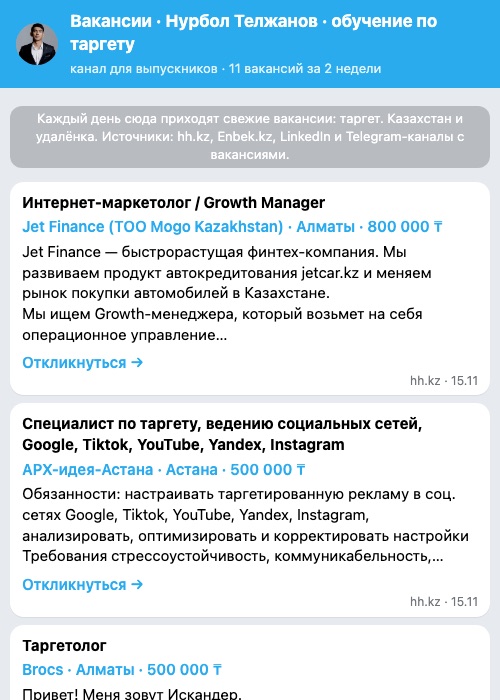 Вакансии · Нурбол Телжанов · обучение по
таргету
канал для выпускников · 11 вакансий за 2 недели
Каждый день сюда приходят свежие вакансии: таргет. Казахстан и
удалёнка. Источники: hh.kz, Enbek.kz, LinkedIn и Telegram-каналы с
вакансиями.
Интернет-маркетолог / Growth Manager
Jet Finance (ТОО Mogo Kazakhstan) · Алматы · 800 000 ₸
Jet Finance — быстрорастущая финтех-компания. Мы
развиваем продукт автокредитования jetcar.kz и меняем
рынок покупки автомобилей в Казахстане.
Мы ищем Growth-менеджера, который возьмет на себя
операционное управление...
Откликнуться →
hh.kz · 15.11
Специалист по таргету, ведению социальных сетей,
Google, Tiktok, YouTube, Yandex, Instagram
АРХ-идея-Астана · Астана · 500 000 ₸
Обязанности: настраивать таргетированную рекламу в соц.
сетях Google, Tiktok, YouTube, Yandex, Instagram,
анализировать, оптимизировать и корректировать настройки
Требования стрессоустойчивость, коммуникабельность,...
Откликнуться →
hh.kz · 15.11
Таргетолог
Brocs · Алматы · 500 000 ₸
Привет! Меня зовут Искандер.